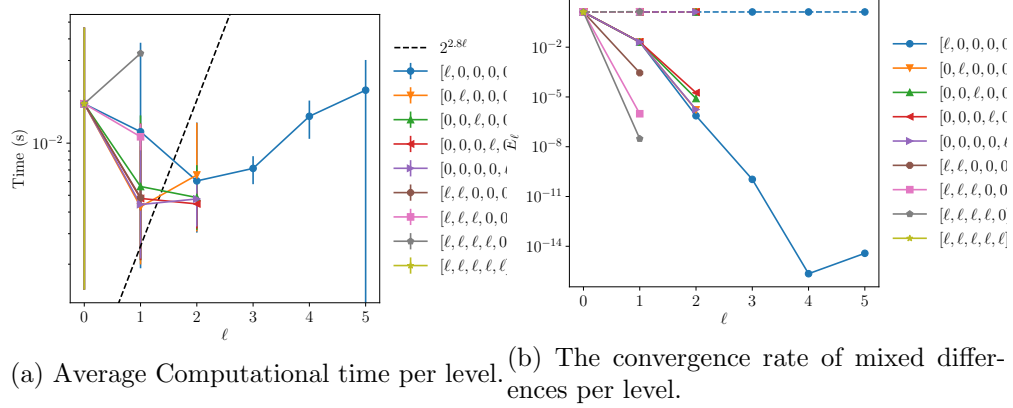 Time (s)
10^{-2}
0 1 2 3 4 5
ℓ
2^{2.8ℓ}
[ℓ, 0, 0, 0, 0
[0, ℓ, 0, 0, 0
[0, 0, ℓ, 0, 0
[0, 0, 0, ℓ,
[0, 0, 0, 0, ℓ
[ℓ, ℓ, 0, 0, 0
[ℓ, ℓ, ℓ, 0, 0
[ℓ, ℓ, ℓ, ℓ, 0
[ℓ, ℓ, ℓ, ℓ, ℓ]
(a) Average Computational time per level.
Ẽ_ℓ
10^{-2}
10^{-5}
10^{-8}
10^{-11}
10^{-14}
0 1 2 3 4 5
ℓ
[ℓ, 0, 0, 0, 0
[0, ℓ, 0, 0, 0
[0, 0, ℓ, 0, 0
[0, 0, 0, ℓ, 0
[0, 0, 0, 0, ℓ
[ℓ, ℓ, 0, 0, 0
[ℓ, ℓ, ℓ, 0, 0
[ℓ, ℓ, ℓ, ℓ, 0
[ℓ, ℓ, ℓ, ℓ, ℓ]
(b) The convergence rate of mixed differ-
ences per level.